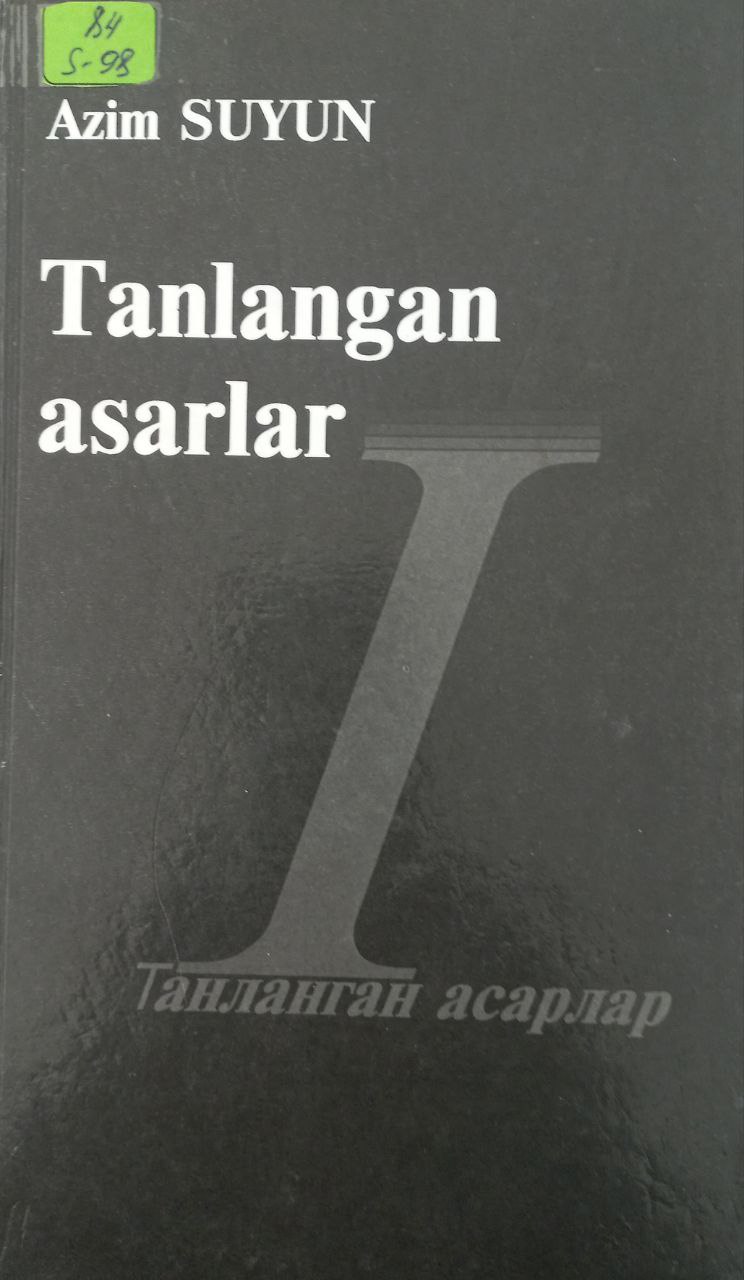 84
S-98
Azim SUYUN
Tanlangan
asarlar
I
Танланган асарлар